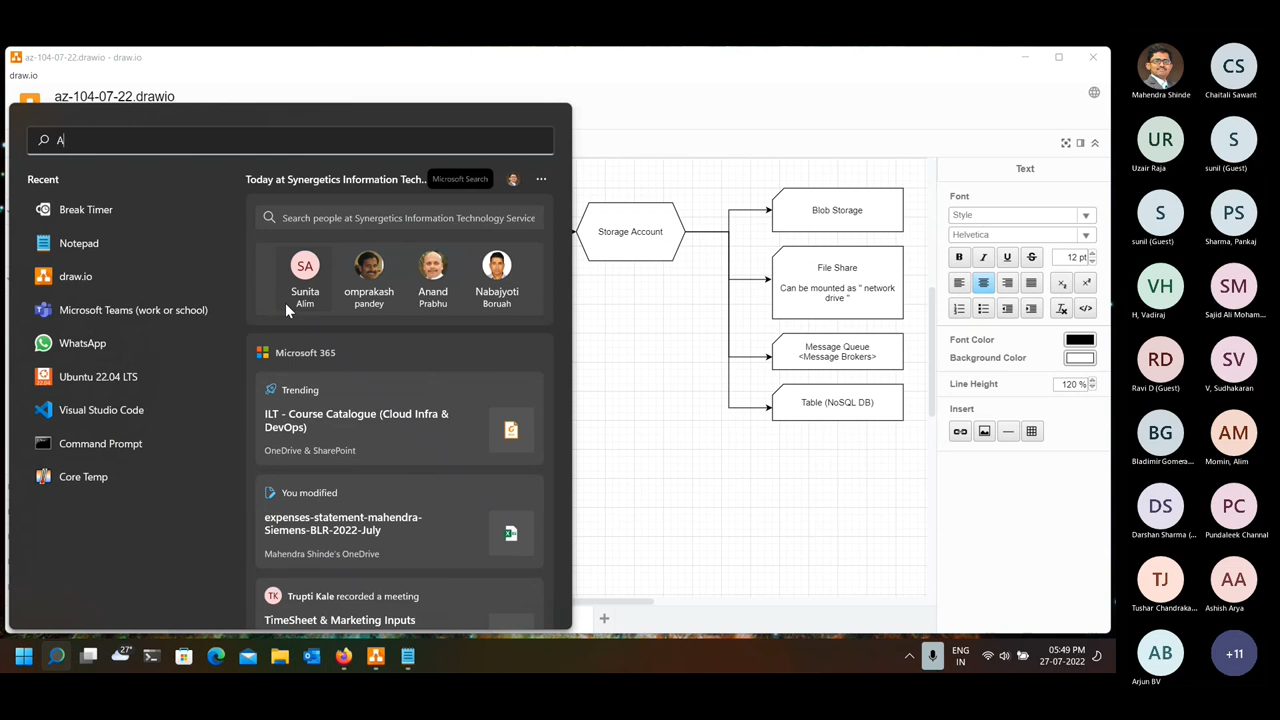 az-104-07-22.drawio - draw.io
draw.io
az-104-07-22.drawio
A
Recent
Break Timer
Notepad
draw.io
Microsoft Teams (work or school)
WhatsApp
Ubuntu 22.04 LTS
Visual Studio Code
Command Prompt
Core Temp
Today at Synergetics Information Tech..
Microsoft Search
Search people at Synergetics Information Technology Service
SA
Sunita
Alim
omprakash
pandey
Anand
Prabhu
Nabajyoti
Boruah
Microsoft 365
Trending
ILT - Course Catalogue (Cloud Infra &
DevOps)
OneDrive & SharePoint
You modified
expenses-statement-mahendra-
Siemens-BLR-2022-July
Mahendra Shinde's OneDrive
TK
Trupti Kale recorded a meeting
TimeSheet & Marketing Inputs
Storage Account
Blob Storage
File Share
Can be mounted as " network
drive "
Message Queue
<Message Brokers>
Table (NoSQL DB)
Text
Font
Style
Helvetica
B
I
U
S
12 pt
Font Color
Background Color
Line Height
120 %
Insert
27°
ENG
IN
05:49 PM
27-07-2022
Mahendra Shinde
CS
Chaitali Sawant
UR
Uzair Raja
S
sunil (Guest)
S
sunil (Guest)
PS
Sharma, Pankaj
VH
H, Vadiraj
SM
Sajid Ali Moham...
RD
Ravi D (Guest)
SV
V, Sudhakaran
BG
Bladimir Gomera...
AM
Momin, Alim
DS
Darshan Sharma (...
PC
Pundaleek Channal
TJ
Tushar Chandraka...
AA
Ashish Arya
AB
Arjun BV
+11